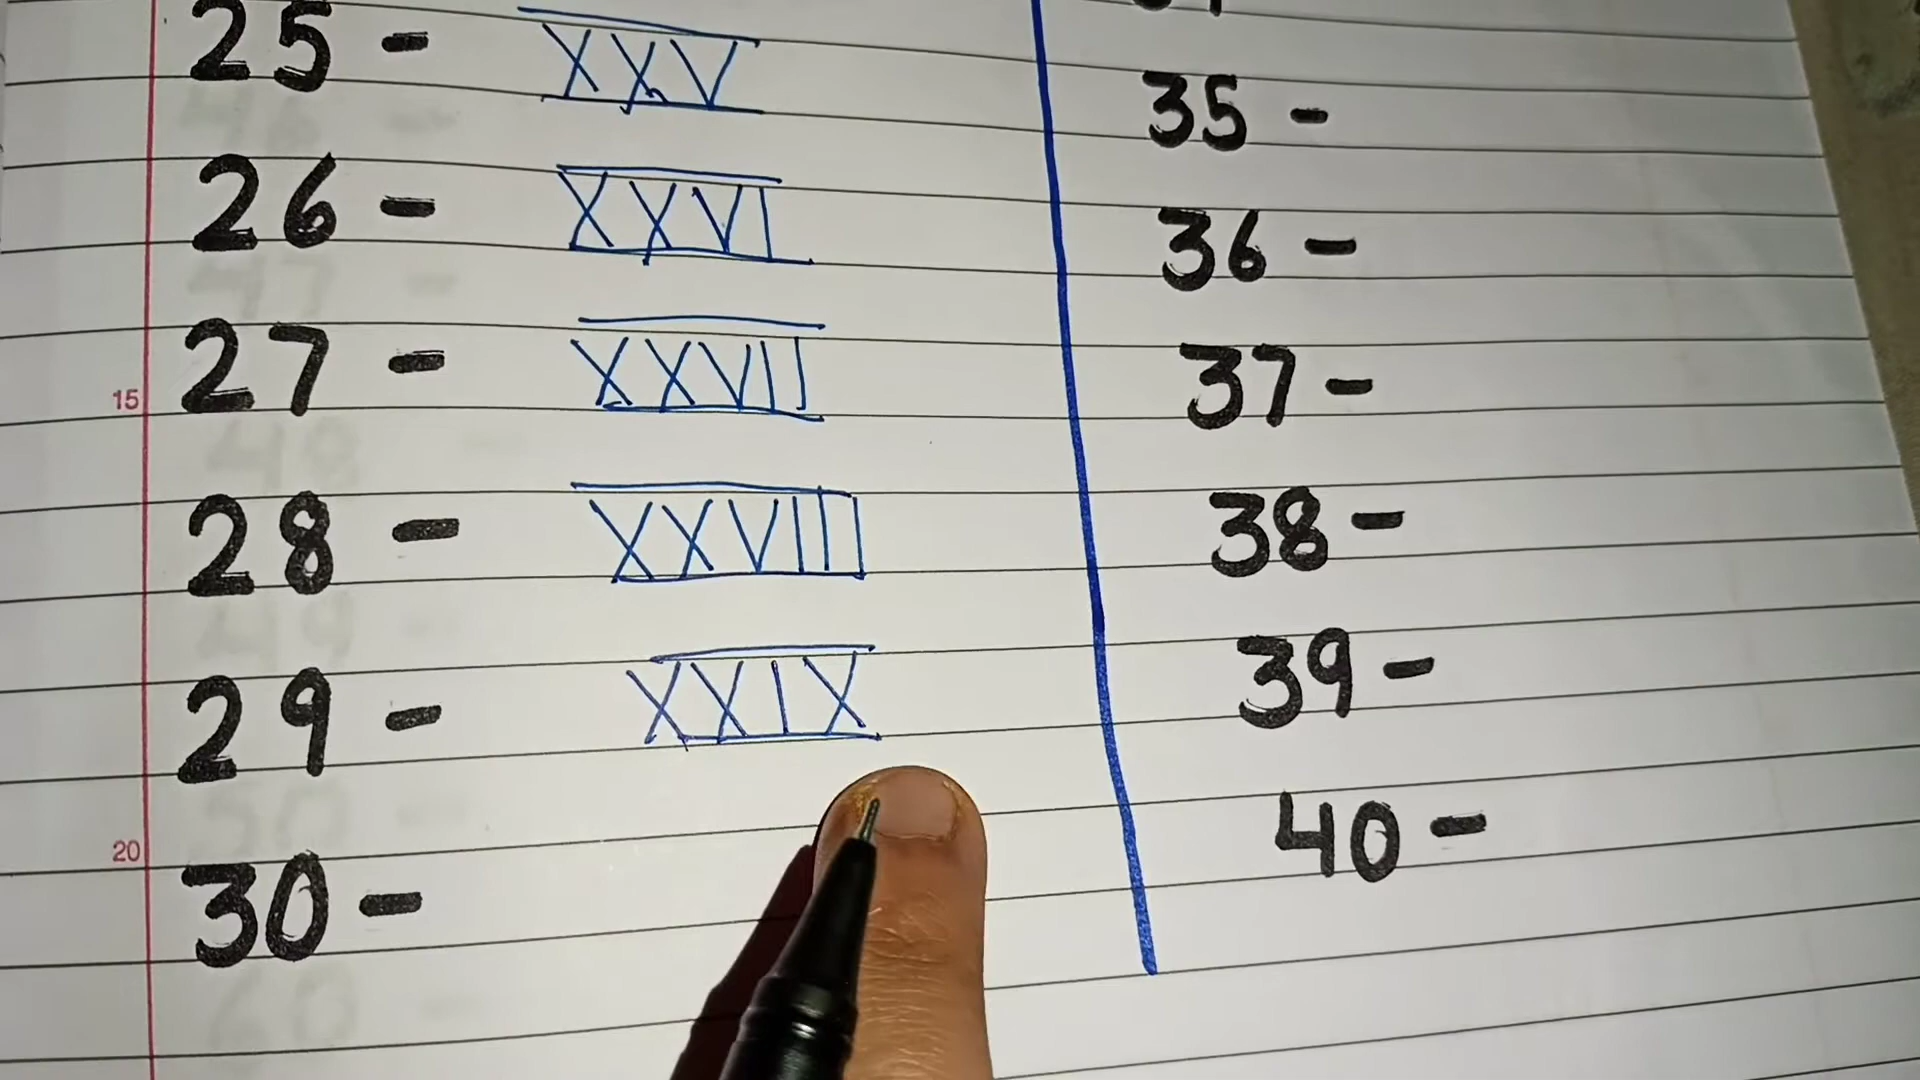 25 - XXV
26 - XXVI
27 - XXVII
15
28 - XXVIII
29 - XXIX
20
30 -
35 -
36 -
37 -
38 -
39 -
40 -